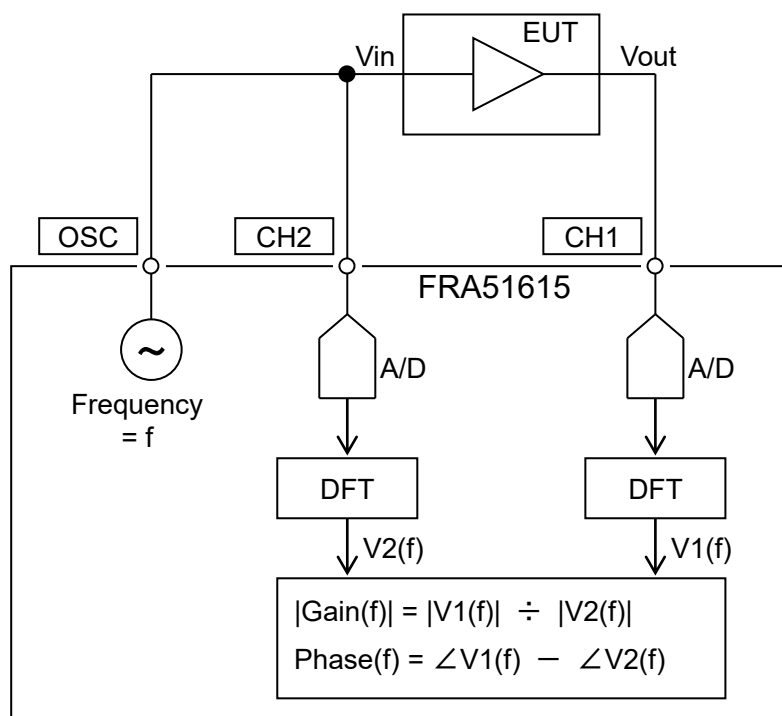 EUT
Vin
Vout
OSC
CH2
CH1
FRA51615
~
A/D
A/D
Frequency
= f
DFT
DFT
V2(f)
V1(f)
|Gain(f)| = |V1(f)| ÷ |V2(f)|
Phase(f) = ∠V1(f) − ∠V2(f)